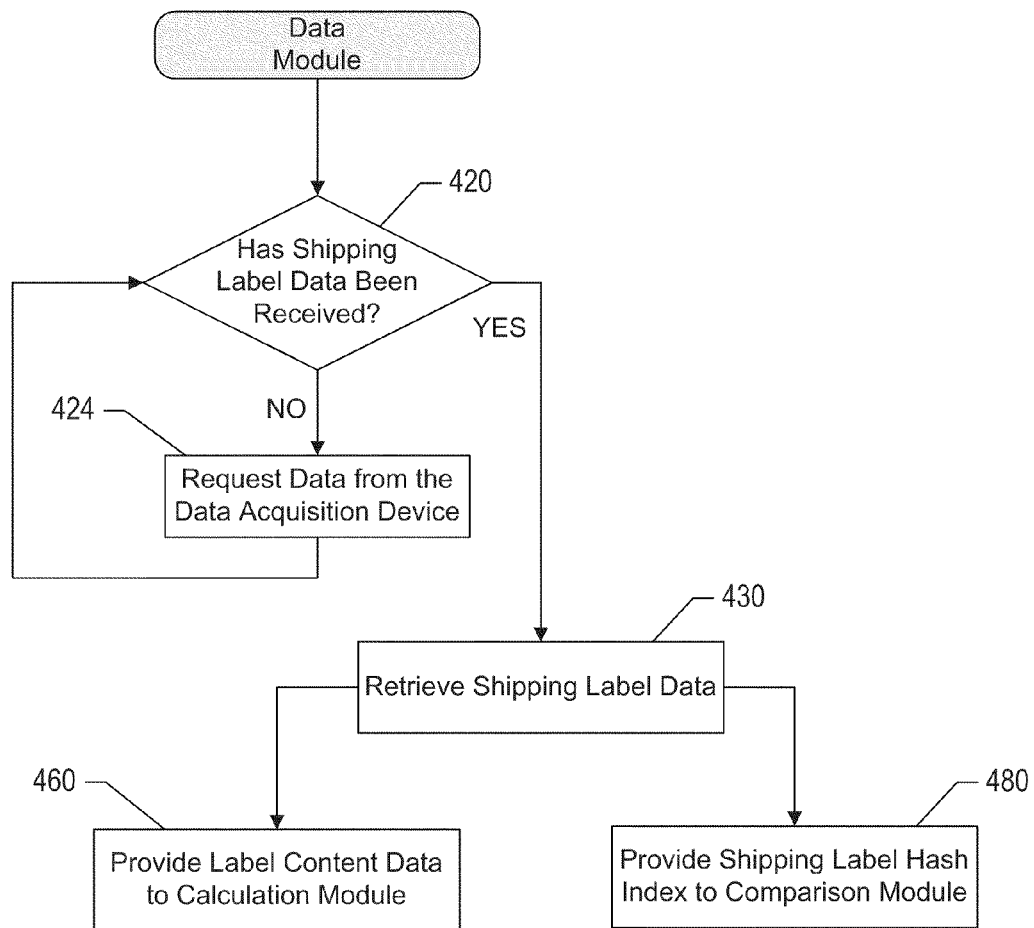 Data
Module
420
Has Shipping
Label Data Been
Received?
YES
NO
424
Request Data from the
Data Acquisition Device
430
Retrieve Shipping Label Data
460
Provide Label Content Data
to Calculation Module
480
Provide Shipping Label Hash
Index to Comparison Module